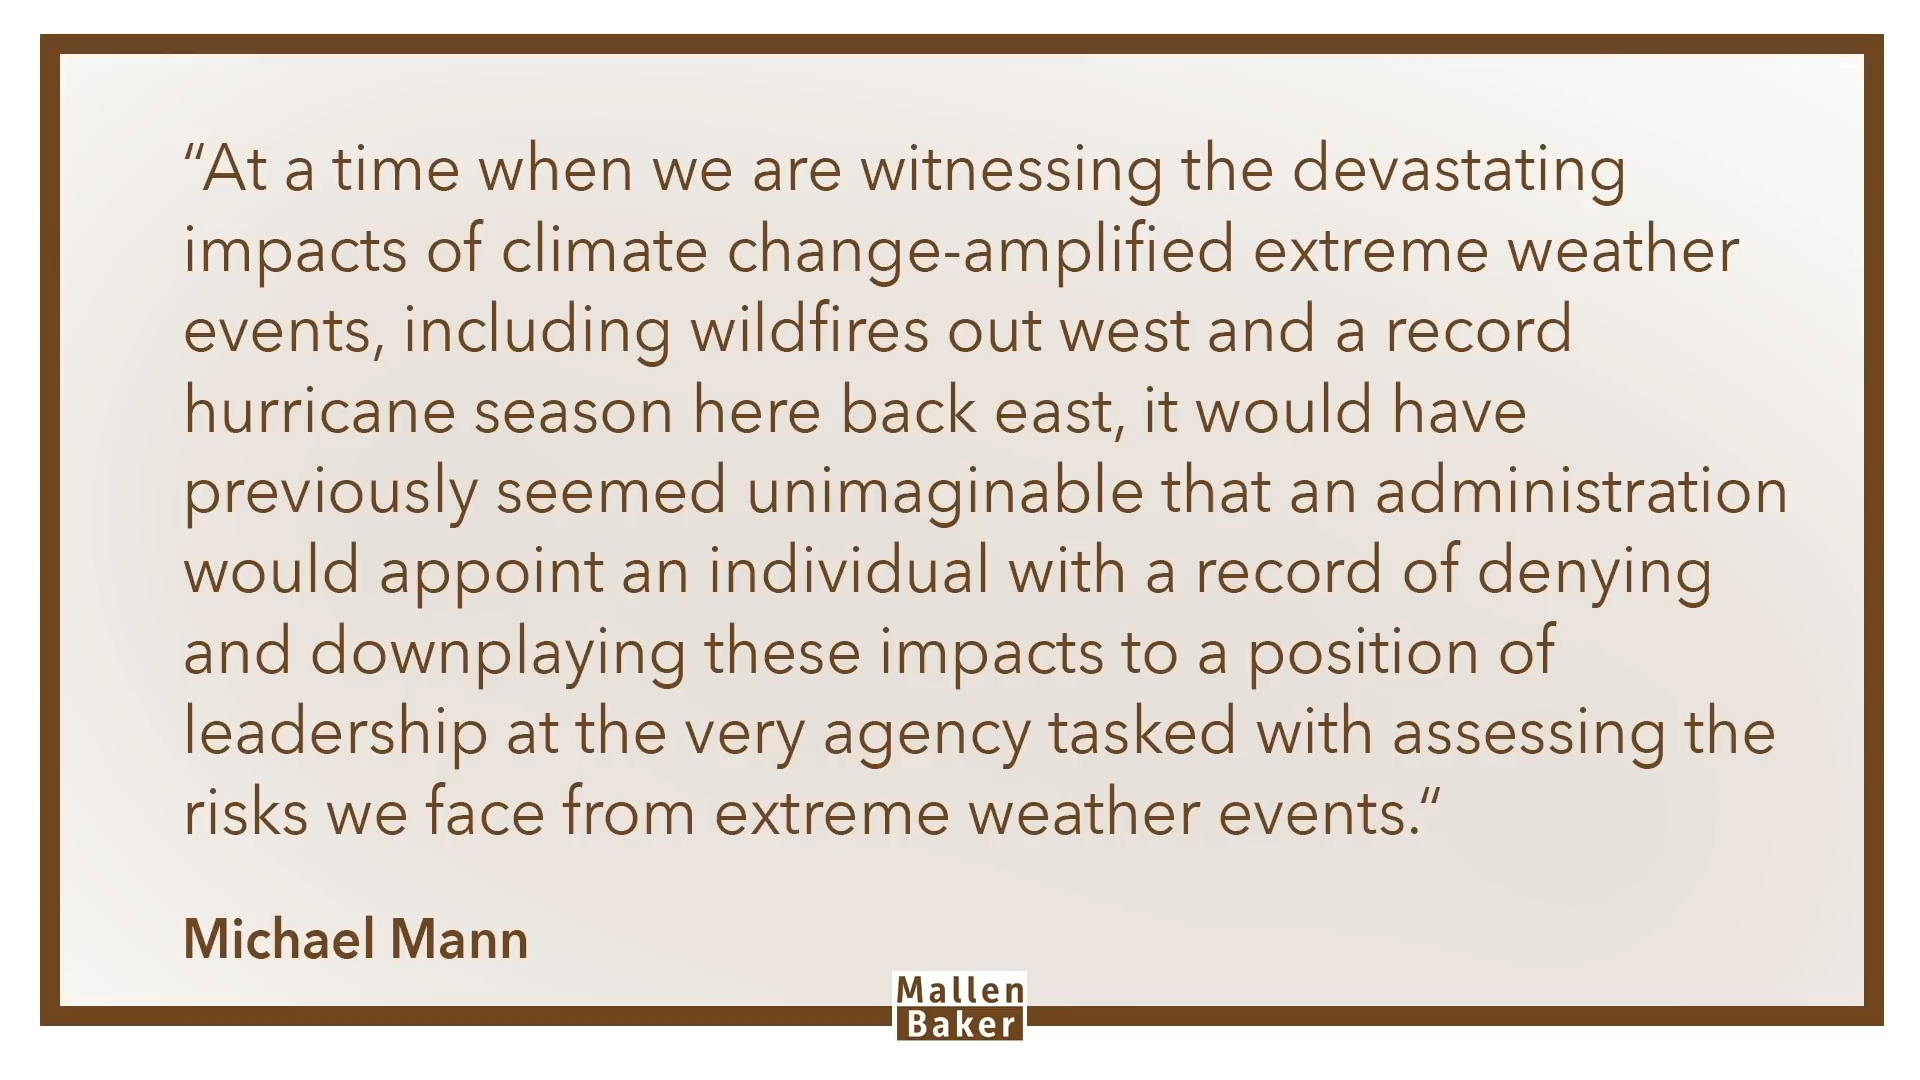 “At a time when we are witnessing the devastating
impacts of climate change-amplified extreme weather
events, including wildfires out west and a record
hurricane season here back east, it would have
previously seemed unimaginable that an administration
would appoint an individual with a record of denying
and downplaying these impacts to a position of
leadership at the very agency tasked with assessing the
risks we face from extreme weather events.“
Michael Mann
Mallen
Baker